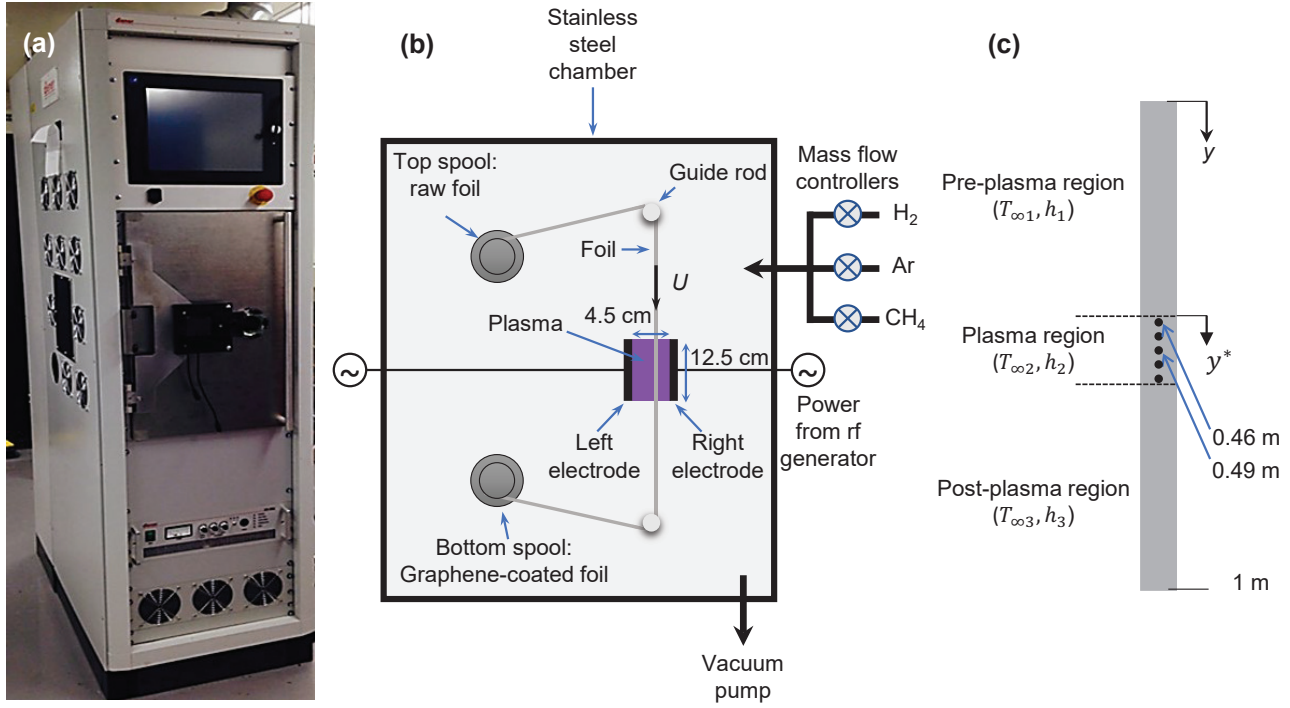 (a)
(b)
Stainless
steel
chamber
Top spool:
raw foil
Guide rod
Foil
U
4.5 cm
Plasma
12.5 cm
~
~
Left
electrode
Right
electrode
Power
from rf
generator
Bottom spool:
Graphene-coated foil
Vacuum
pump
Mass flow
controllers
H₂
Ar
CH₄
(c)
y
Pre-plasma region
(T∞1, h1)
Plasma region
(T∞2, h2)
y*
0.46 m
0.49 m
Post-plasma region
(T∞3, h3)
1 m